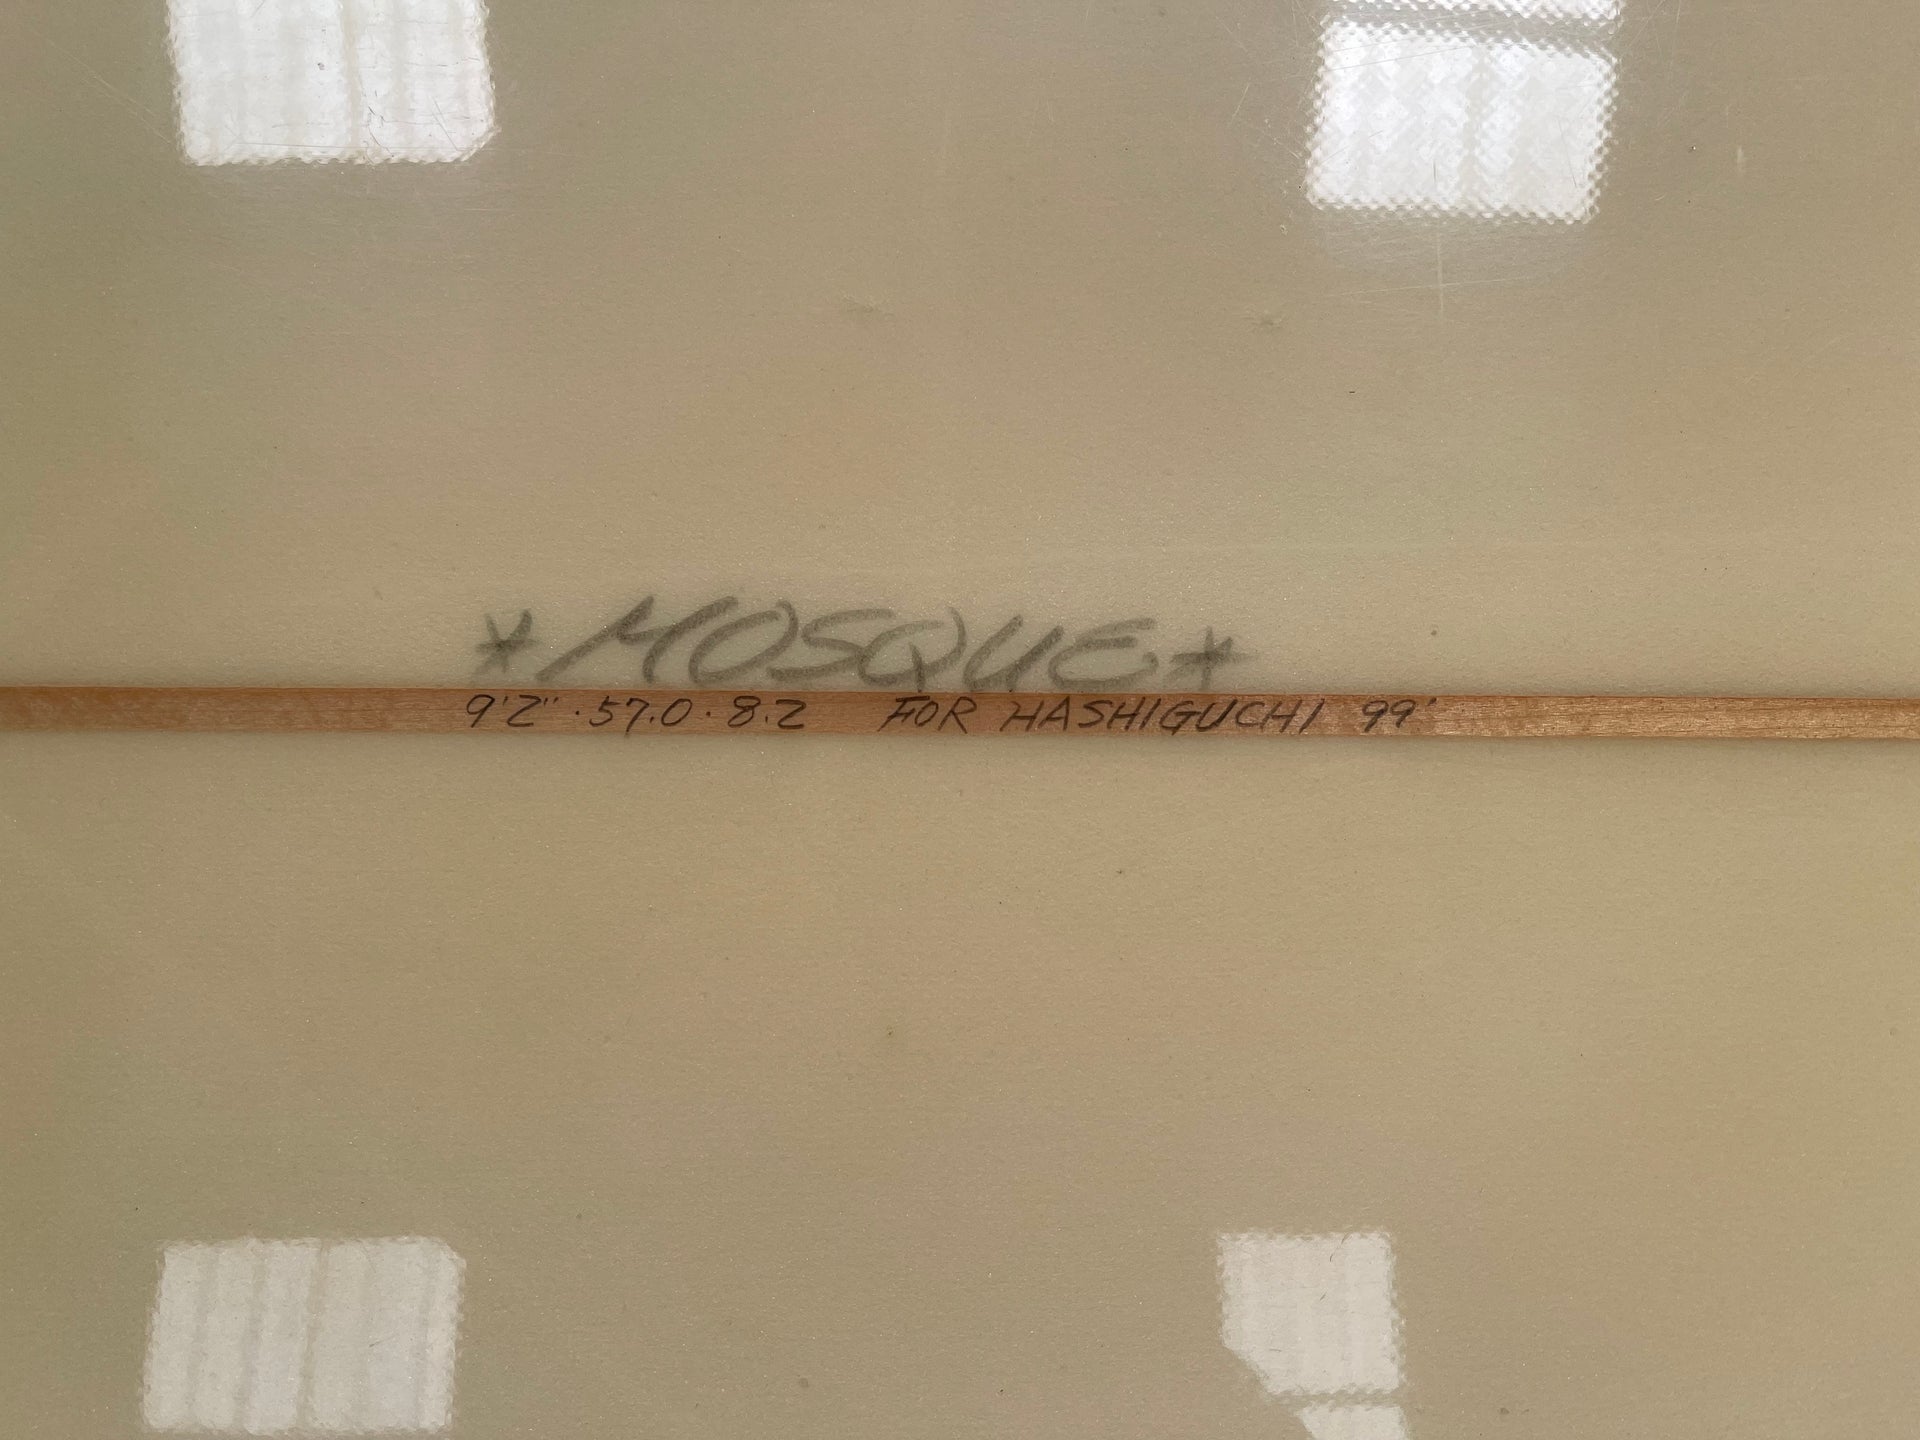 *MOSQUE*
9'2" · 57.0 · 8.2 FOR HASHIGUCHI 99'